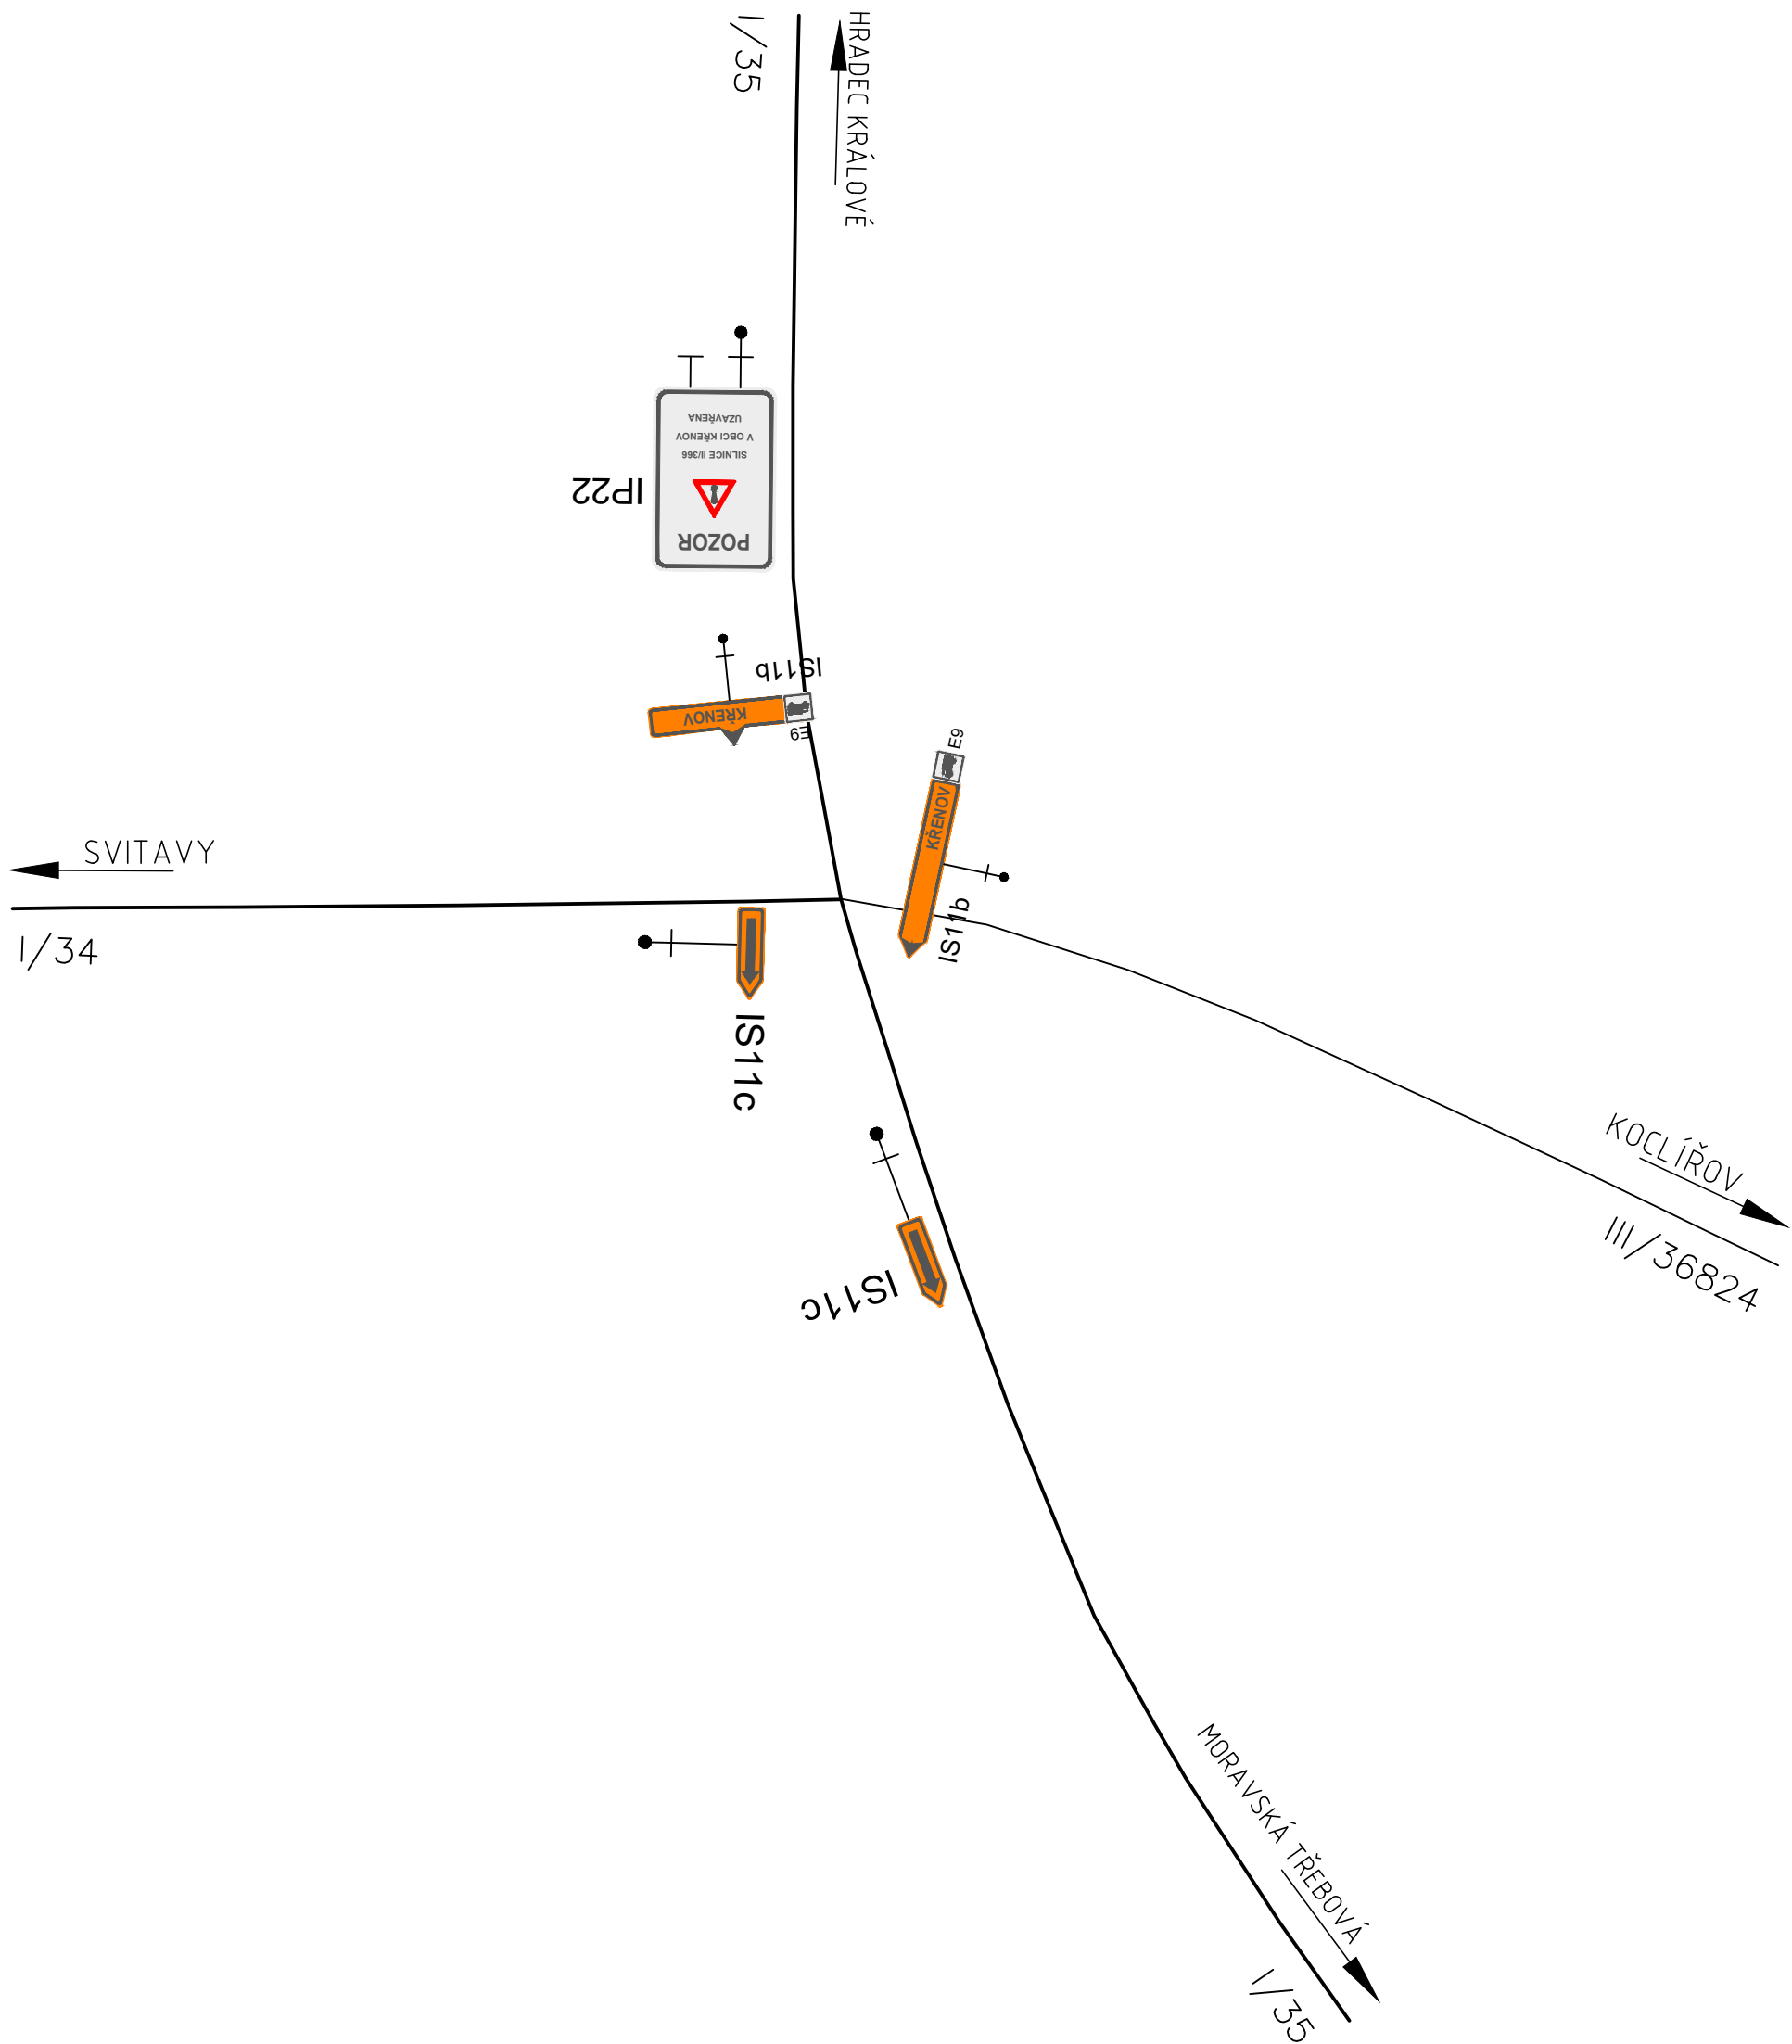 I/35
HRADEC KRÁLOVÉ
IP22
POZOR
SILNICE II/366
V OBCI KŘENOV
UZAVŘENA
IS11b
KŘENOV
E9
E9
KŘENOV
IS11b
SVITAVY
I/34
IS11c
IS11c
KOCLÍŘOV
III/36824
MORAVSKÁ TŘEBOVÁ
I/35